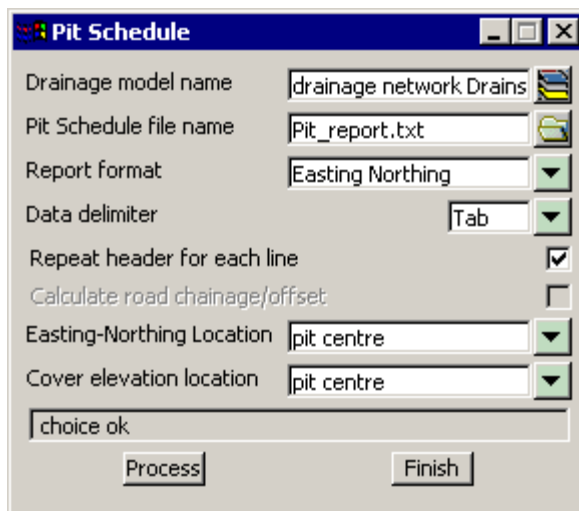 Pit Schedule
Drainage model name drainage network Drains
Pit Schedule file name Pit_report.txt
Report format Easting Northing
Data delimiter Tab
Repeat header for each line
Calculate road chainage/offset
Easting-Northing Location pit centre
Cover elevation location pit centre
choice ok
Process Finish